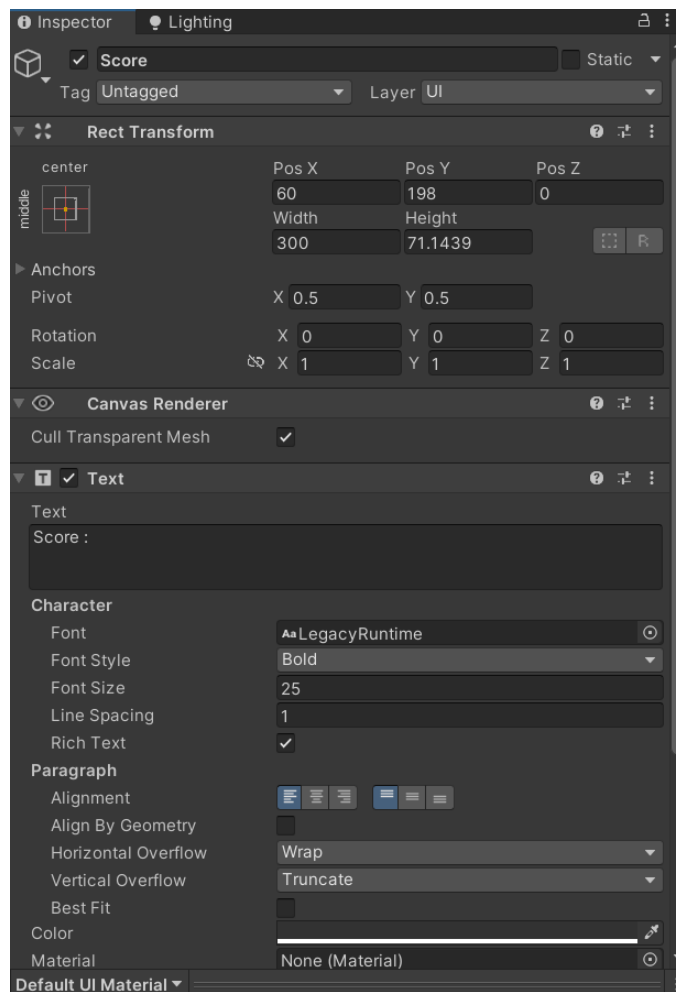 Inspector Lighting
Score Static
Tag Untagged Layer UI
Rect Transform
center Pos X Pos Y Pos Z
middle 60 198 0
Width Height
300 71.1439 R
Anchors
Pivot X 0.5 Y 0.5
Rotation X 0 Y 0 Z 0
Scale X 1 Y 1 Z 1
Canvas Renderer
Cull Transparent Mesh
T Text
Text
Score :
Character
Font Aa LegacyRuntime
Font Style Bold
Font Size 25
Line Spacing 1
Rich Text
Paragraph
Alignment
Align By Geometry
Horizontal Overflow Wrap
Vertical Overflow Truncate
Best Fit
Color
Material None (Material)
Default UI Material